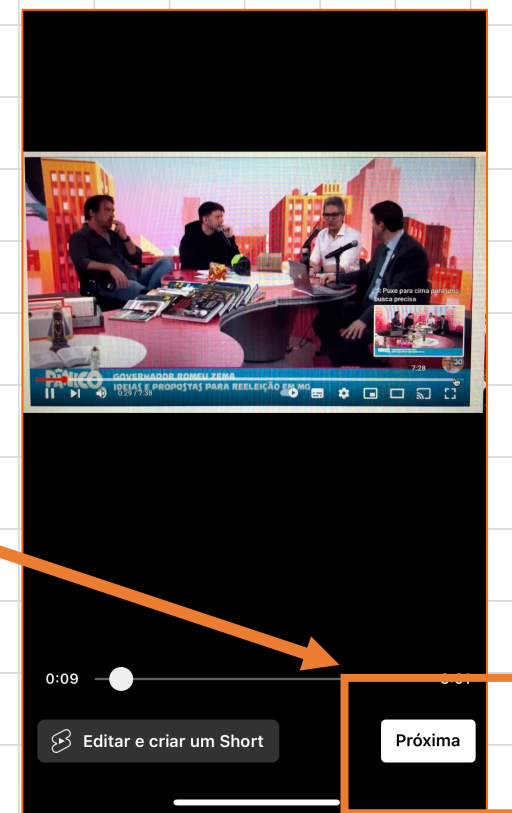 Puxe para cima para uma
busca precisa
PÂNICO
GOVERNADOR ROMEU ZEMA
IDEIAS E PROPOSTAS PARA REELEIÇÃO EM MG
7:28
0:29 / 7:38
0:09
Editar e criar um Short
Próxima